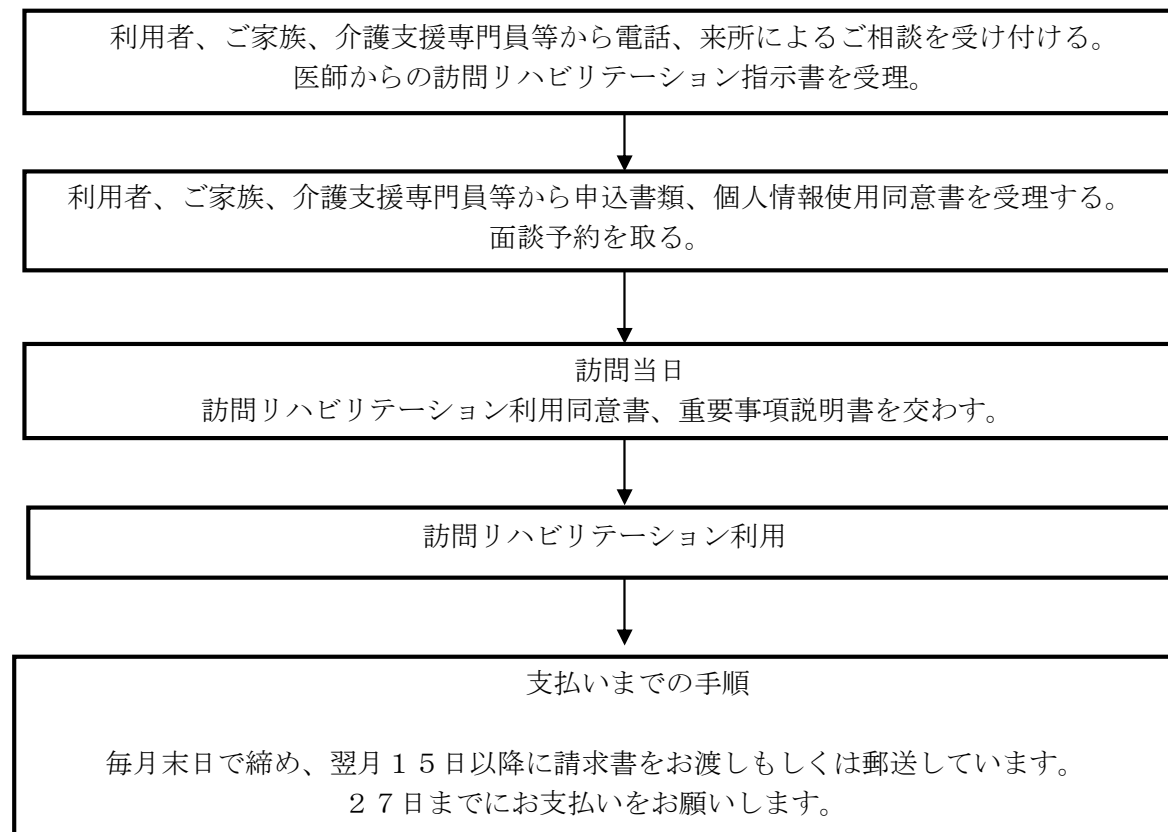 利用者、ご家族、介護支援専門員等から電話、来所によるご相談を受け付ける。
医師からの訪問リハビリテーション指示書を受理。
利用者、ご家族、介護支援専門員等から申込書類、個人情報使用同意書を受理する。
面談予約を取る。
訪問当日
訪問リハビリテーション利用同意書、重要事項説明書を交わす。
訪問リハビリテーション利用
支払いまでの手順
毎月末日で締め、翌月１５日以降に請求書をお渡しもしくは郵送しています。
２７日までにお支払いをお願いします。